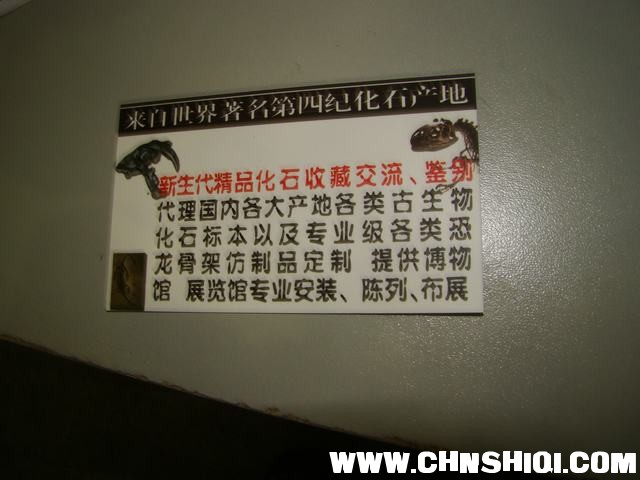 来自世界著名第四纪化石产地
新生代精品化石收藏交流、鉴别
代理国内各大产地各类古生物
化石标本以及专业级各类恐
龙骨架仿制品定制 提供博物
馆 展览馆专业安装、陈列、布展
WWW.CHNSHIQI.COM